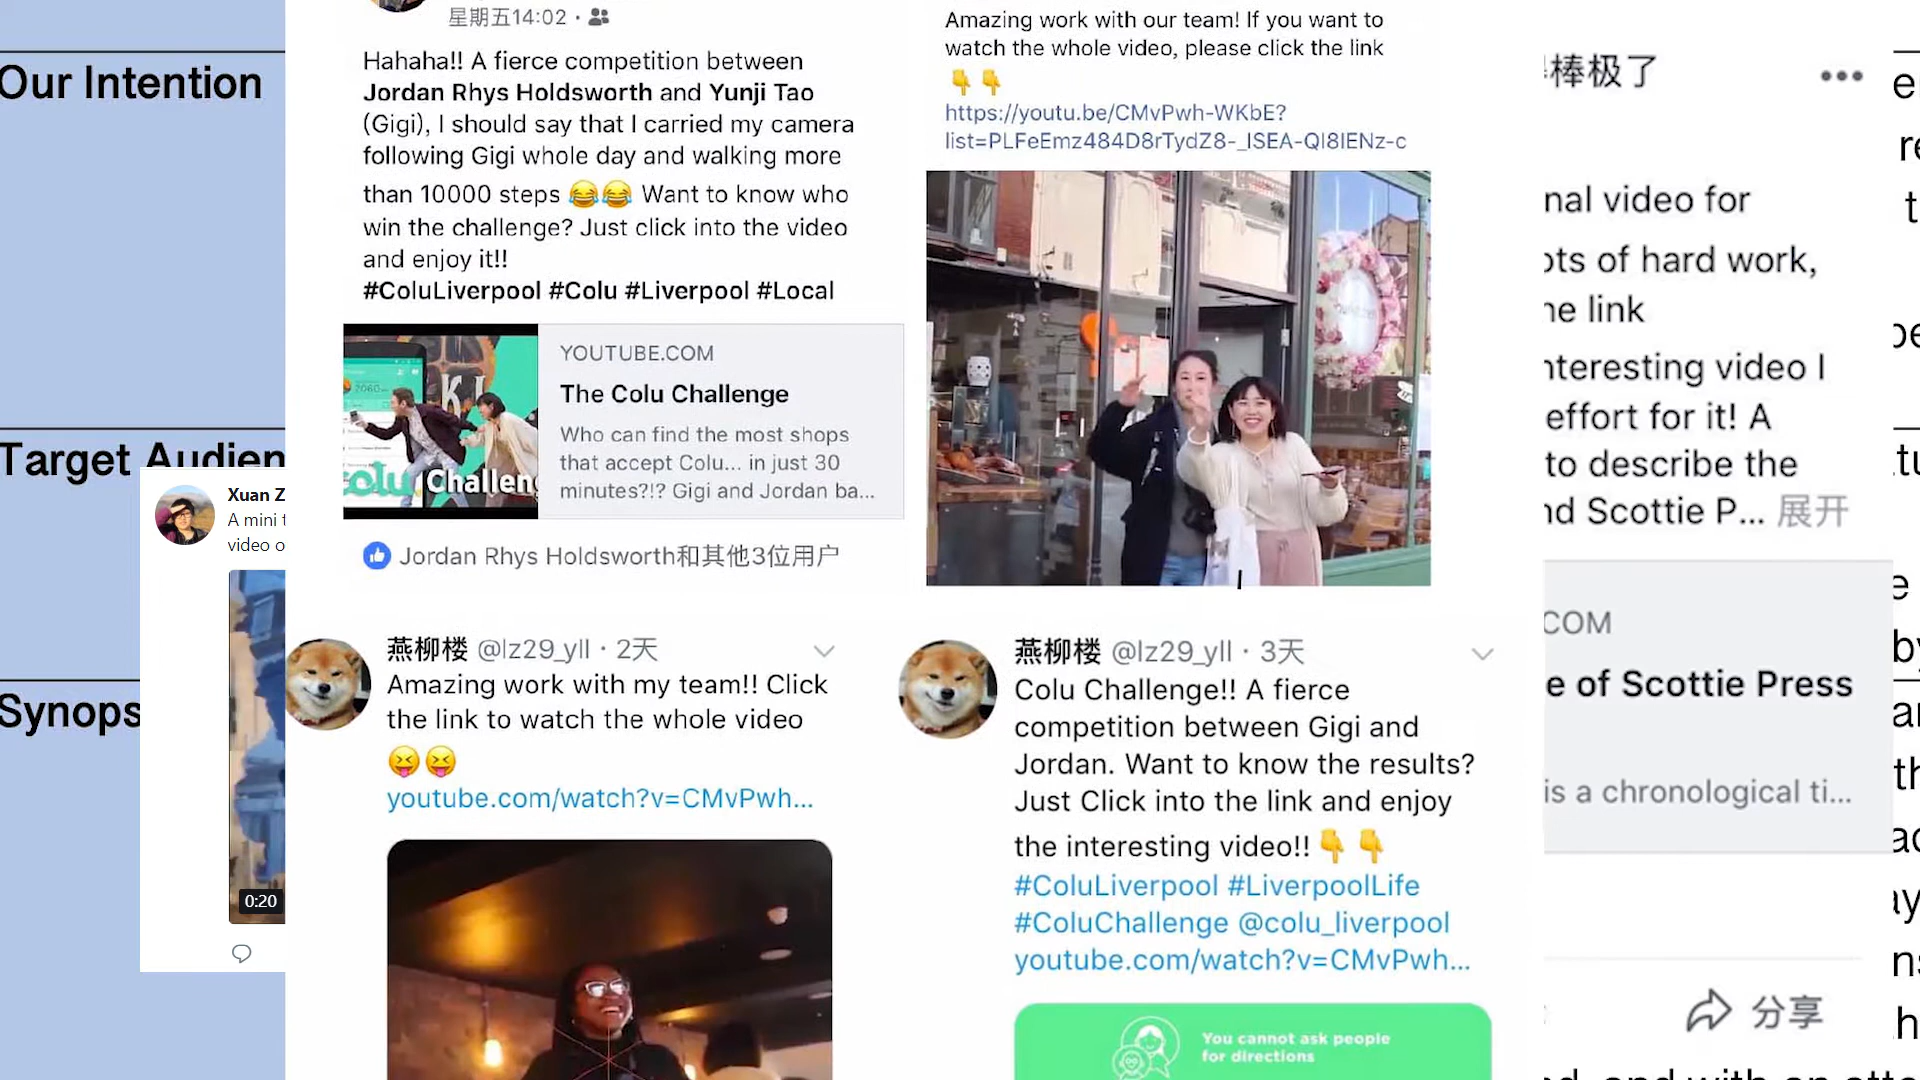 Our Intention
Target Audien
Synops
Xuan Z
A mini t
video o
0:20
星期五14:02 ·
Hahaha!! A fierce competition between
Jordan Rhys Holdsworth and Yunji Tao
(Gigi), I should say that I carried my camera
following Gigi whole day and walking more
than 10000 steps 😂😂 Want to know who
win the challenge? Just click into the video
and enjoy it!!
#ColuLiverpool #Colu #Liverpool #Local
colu Challen
YOUTUBE.COM
The Colu Challenge
Who can find the most shops
that accept Colu... in just 30
minutes?!? Gigi and Jordan ba...
Jordan Rhys Holdsworth和其他3位用户
Amazing work with our team! If you want to
watch the whole video, please click the link
👇👇
https://youtu.be/CMvPwh-WKbE?
list=PLFeEmz484D8rTydZ8-_ISEA-QI8lENz-c
燕柳楼 @lz29_yll · 2天
Amazing work with my team!! Click
the link to watch the whole video
😝😝
youtube.com/watch?v=CMvPwh...
燕柳楼 @lz29_yll · 3天
Colu Challenge!! A fierce
competition between Gigi and
Jordan. Want to know the results?
Just Click into the link and enjoy
the interesting video!! 👇👇
#ColuLiverpool #LiverpoolLife
#ColuChallenge @colu_liverpool
youtube.com/watch?v=CMvPwh...
You cannot ask people
for directions
棒极了
nal video for
ots of hard work,
ne link
nteresting video I
effort for it! A
to describe the
nd Scottie P... 展开
COM
e of Scottie Press
is a chronological ti...
分享